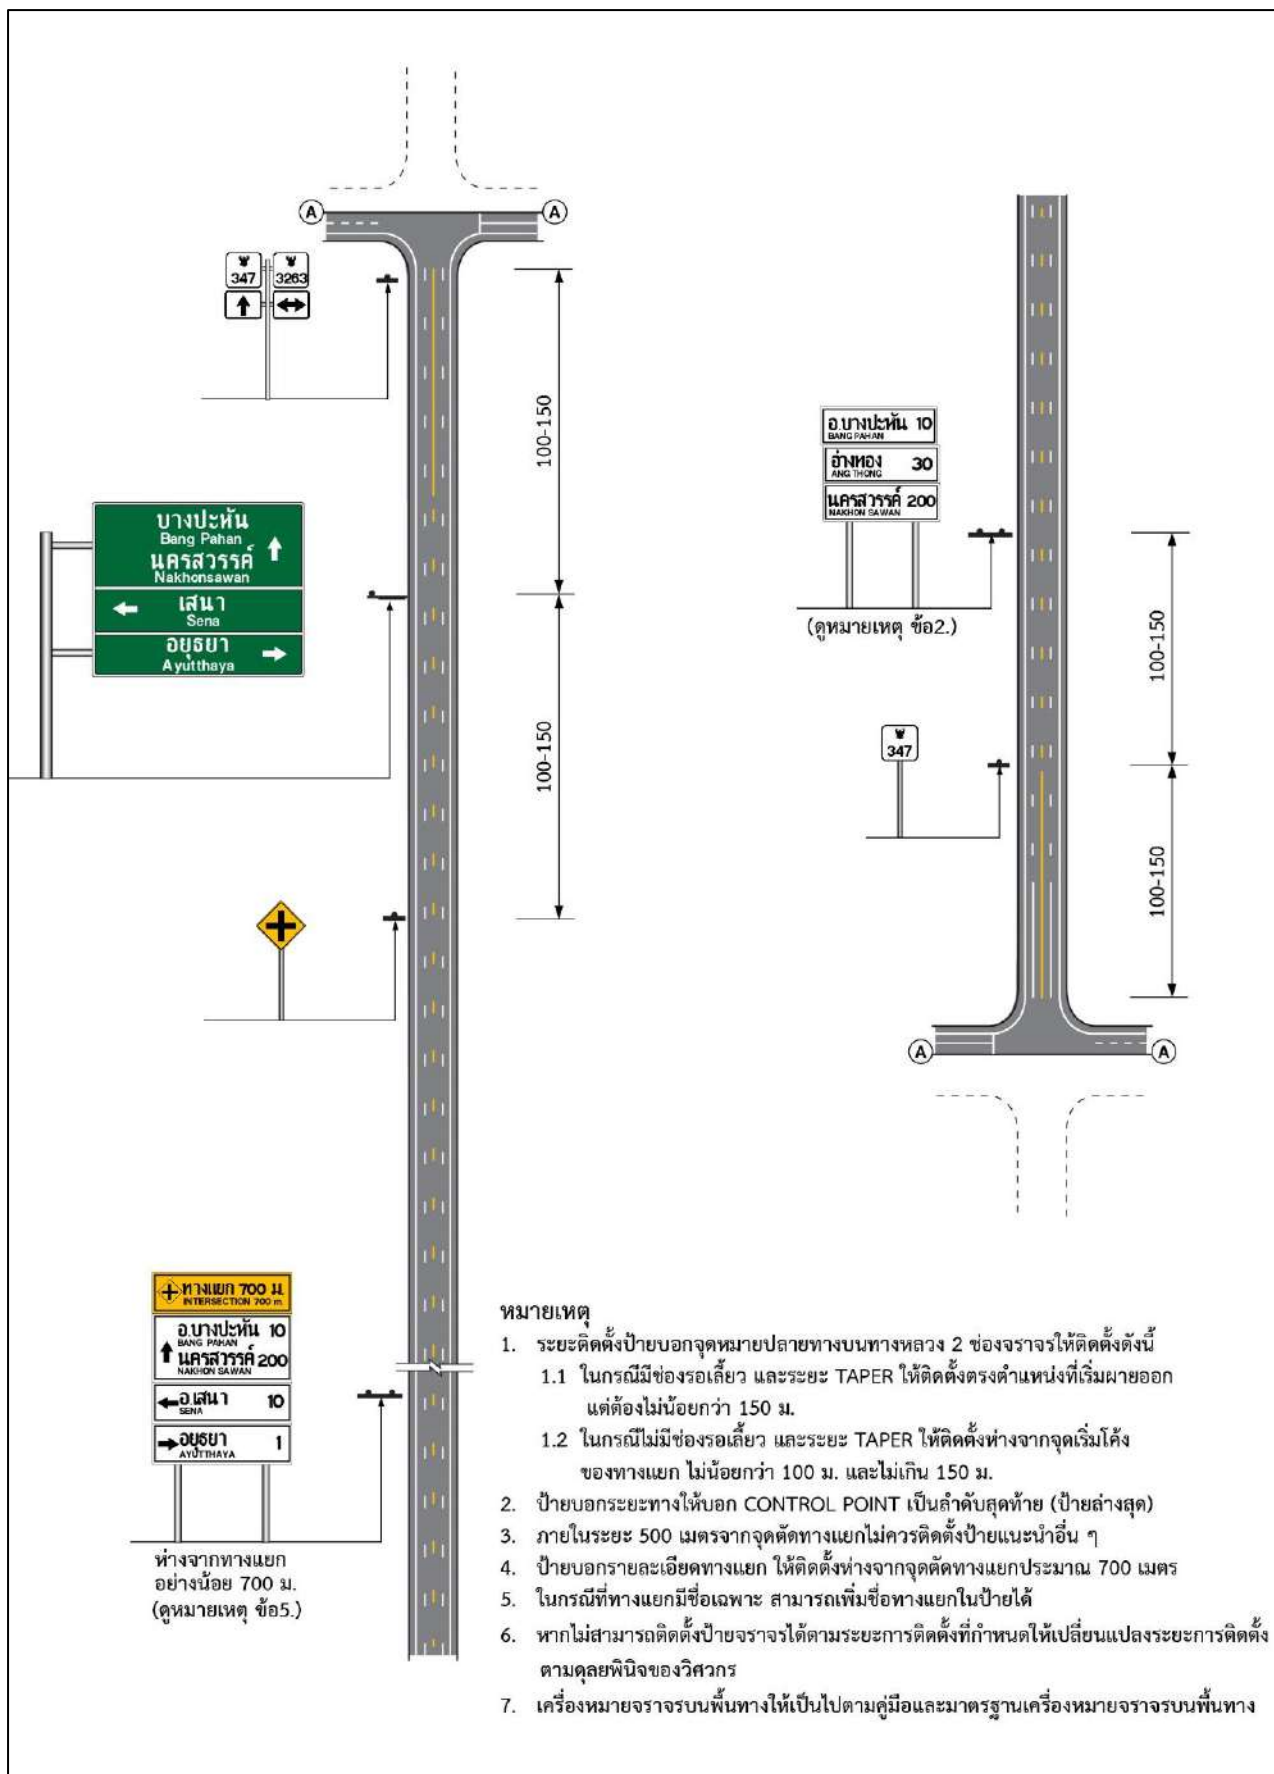 A
A
347
3263
100-150
บางปะหัน
Bang Pahan
นครสวรรค์
Nakhonsawan
เสนา
Sena
อยุธยา
Ayutthaya
100-150
ทางแยก 700 ม.
INTERSECTION 700 m.
อ.บางปะหัน 10
BANG PAHAN
นครสวรรค์ 200
NAKHON SAWAN
อ.เสนา 10
SENA
อยุธยา 1
AYUTTHAYA
ห่างจากทางแยก
อย่างน้อย 700 ม.
(ดูหมายเหตุ ข้อ5.)
อ.บางปะหัน 10
BANG PAHAN
อ่างทอง 30
ANG THONG
นครสวรรค์ 200
NAKHON SAWAN
(ดูหมายเหตุ ข้อ2.)
100-150
347
100-150
A
A
หมายเหตุ
1. ระยะติดตั้งป้ายบอกจุดหมายปลายทางบนทางหลวง 2 ช่องจราจรให้ติดตั้งดังนี้
1.1 ในกรณีมีช่องรอเลี้ยว และระยะ TAPER ให้ติดตั้งตรงตำแหน่งที่เริ่มผายออก
แต่ต้องไม่น้อยกว่า 150 ม.
1.2 ในกรณีไม่มีช่องรอเลี้ยว และระยะ TAPER ให้ติดตั้งห่างจากจุดเริ่มโค้ง
ของทางแยก ไม่น้อยกว่า 100 ม. และไม่เกิน 150 ม.
2. ป้ายบอกระยะทางให้บอก CONTROL POINT เป็นลำดับสุดท้าย (ป้ายล่างสุด)
3. ภายในระยะ 500 เมตรจากจุดตัดทางแยกไม่ควรติดตั้งป้ายแนะนำอื่น ๆ
4. ป้ายบอกรายละเอียดทางแยก ให้ติดตั้งห่างจากจุดตัดทางแยกประมาณ 700 เมตร
5. ในกรณีที่ทางแยกมีชื่อเฉพาะ สามารถเพิ่มชื่อทางแยกในป้ายได้
6. หากไม่สามารถติดตั้งป้ายจราจรได้ตามระยะการติดตั้งที่กำหนดให้เปลี่ยนแปลงระยะการติดตั้ง
ตามดุลยพินิจของวิศวกร
7. เครื่องหมายจราจรบนพื้นทางให้เป็นไปตามคู่มือและมาตรฐานเครื่องหมายจราจรบนพื้นทาง